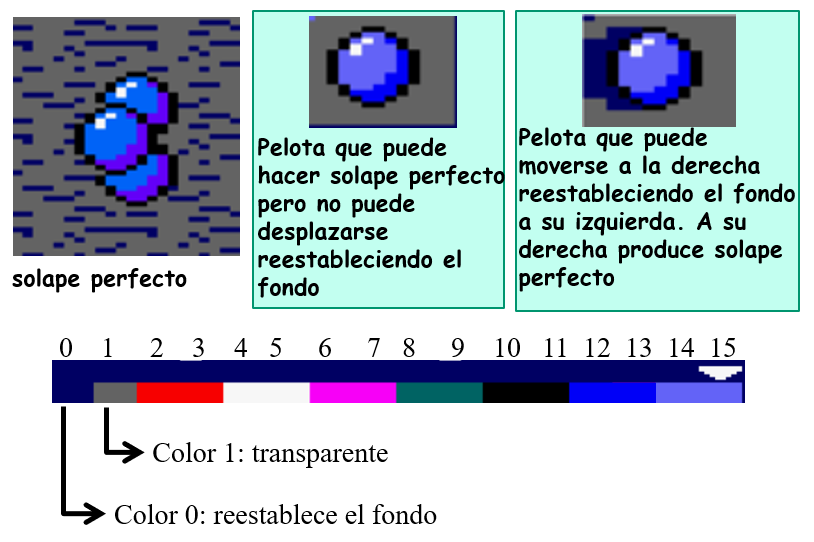 solape perfecto
Pelota que puede
hacer solape perfecto
pero no puede
desplazarse
reestableciendo el
fondo
Pelota que puede
moverse a la derecha
reestableciendo el fondo
a su izquierda. A su
derecha produce solape
perfecto
0 1 2 3 4 5 6 7 8 9 10 11 12 13 14 15
Color 1: transparente
Color 0: reestablece el fondo